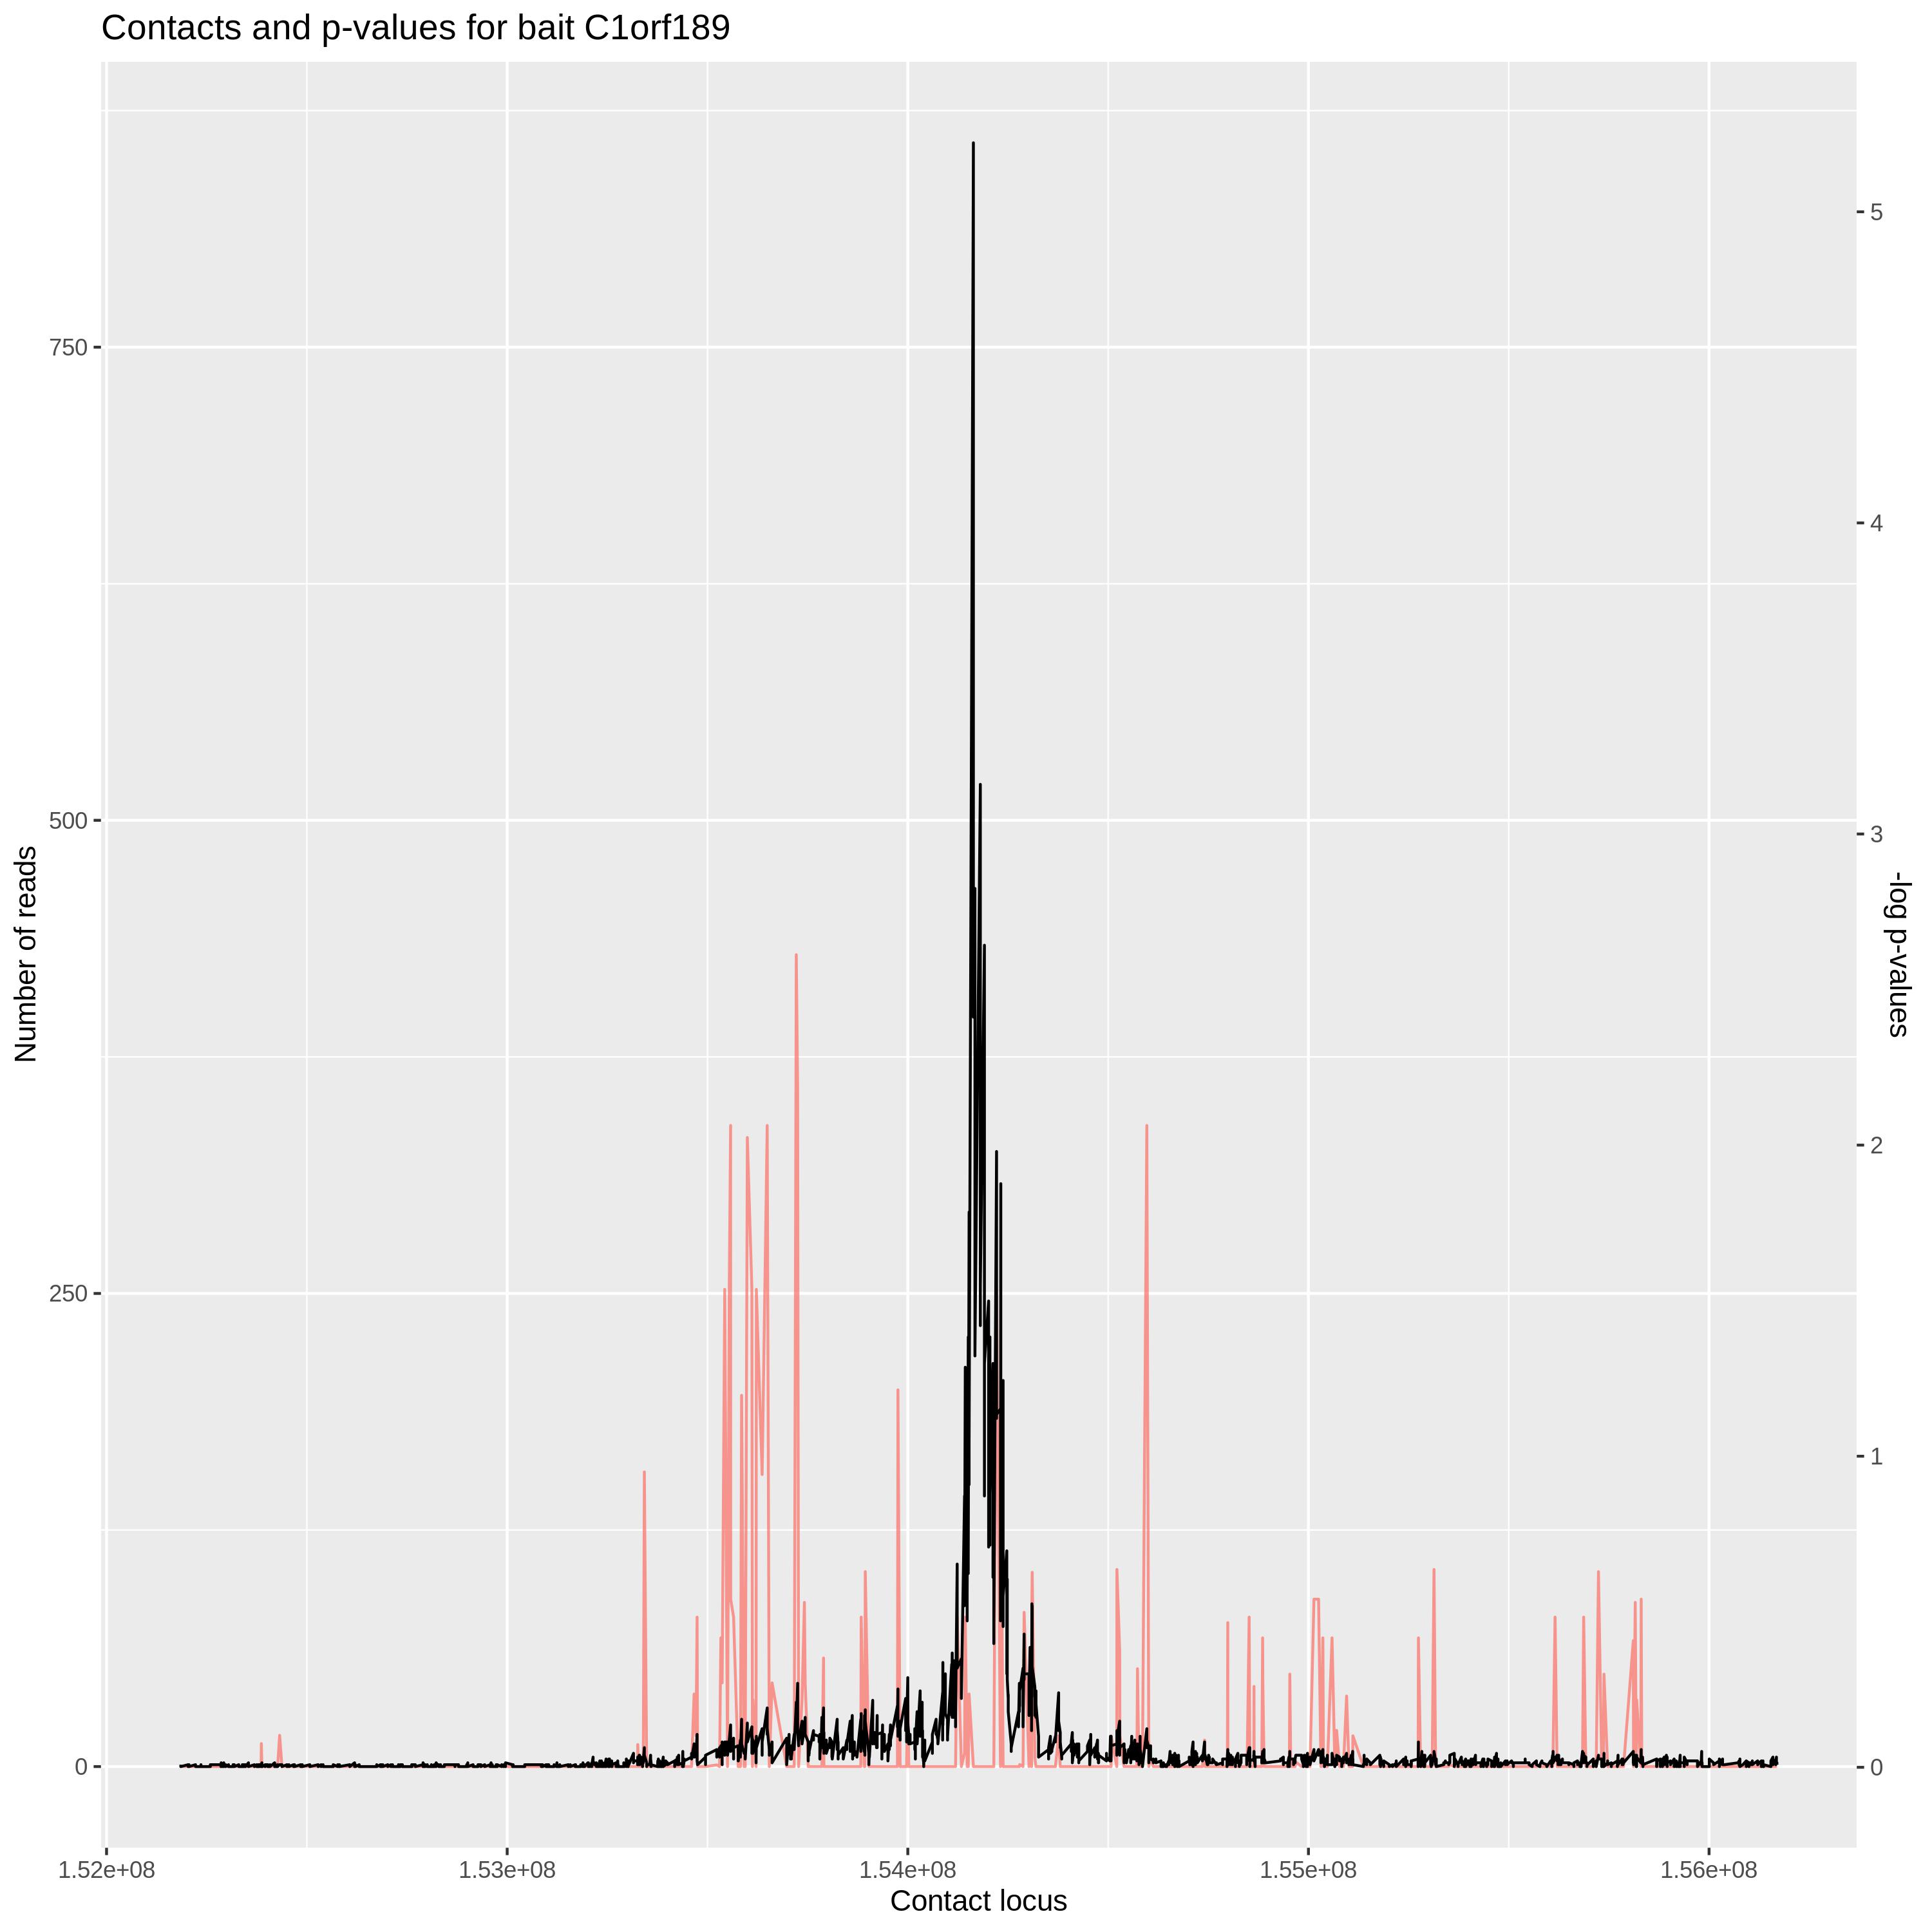 Contacts and p-values for bait C1orf189
750
500
250
0
Number of reads
5
4
3
2
1
0
-log p-values
1.52e+08 1.53e+08 1.54e+08 1.55e+08 1.56e+08
Contact locus